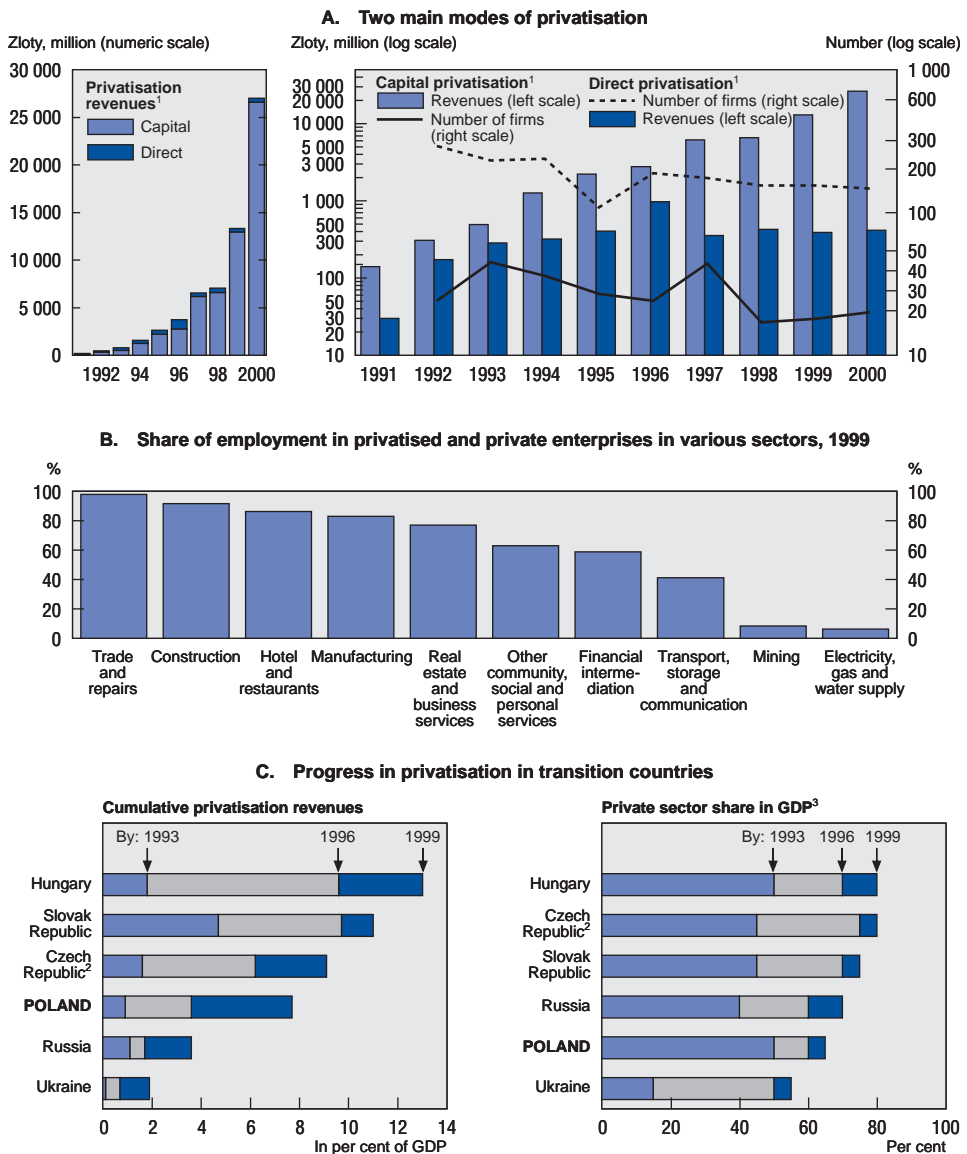 A. Two main modes of privatisation
Zloty, million (numeric scale)
Zloty, million (log scale)
Number (log scale)
30 000
25 000
20 000
15 000
10 000
5 000
0
Privatisation
revenues1
Capital
Direct
1992 94 96 98 2000
30 000
20 000
10 000
5 000
3 000
1 000
500
300
100
50
30
20
10
Capital privatisation1
Revenues (left scale)
Number of firms
(right scale)
Direct privatisation1
Number of firms (right scale)
Revenues (left scale)
1 000
600
300
200
100
50
40
30
20
10
1991 1992 1993 1994 1995 1996 1997 1998 1999 2000
B. Share of employment in privatised and private enterprises in various sectors, 1999
% %
100 100
80 80
60 60
40 40
20 20
0 0
Trade
and
repairs
Construction
Hotel
and
restaurants
Manufacturing
Real
estate
and
business
services
Other
community,
social and
personal
services
Financial
interme-
diation
Transport,
storage
and
communication
Mining
Electricity,
gas and
water supply
C. Progress in privatisation in transition countries
Cumulative privatisation revenues
By: 1993 1996 1999
Hungary
Slovak
Republic
Czech
Republic2
POLAND
Russia
Ukraine
0 2 4 6 8 10 12 14
In per cent of GDP
Private sector share in GDP3
By: 1993 1996 1999
Hungary
Czech
Republic2
Slovak
Republic
Russia
POLAND
Ukraine
0 20 40 60 80 100
Per cent